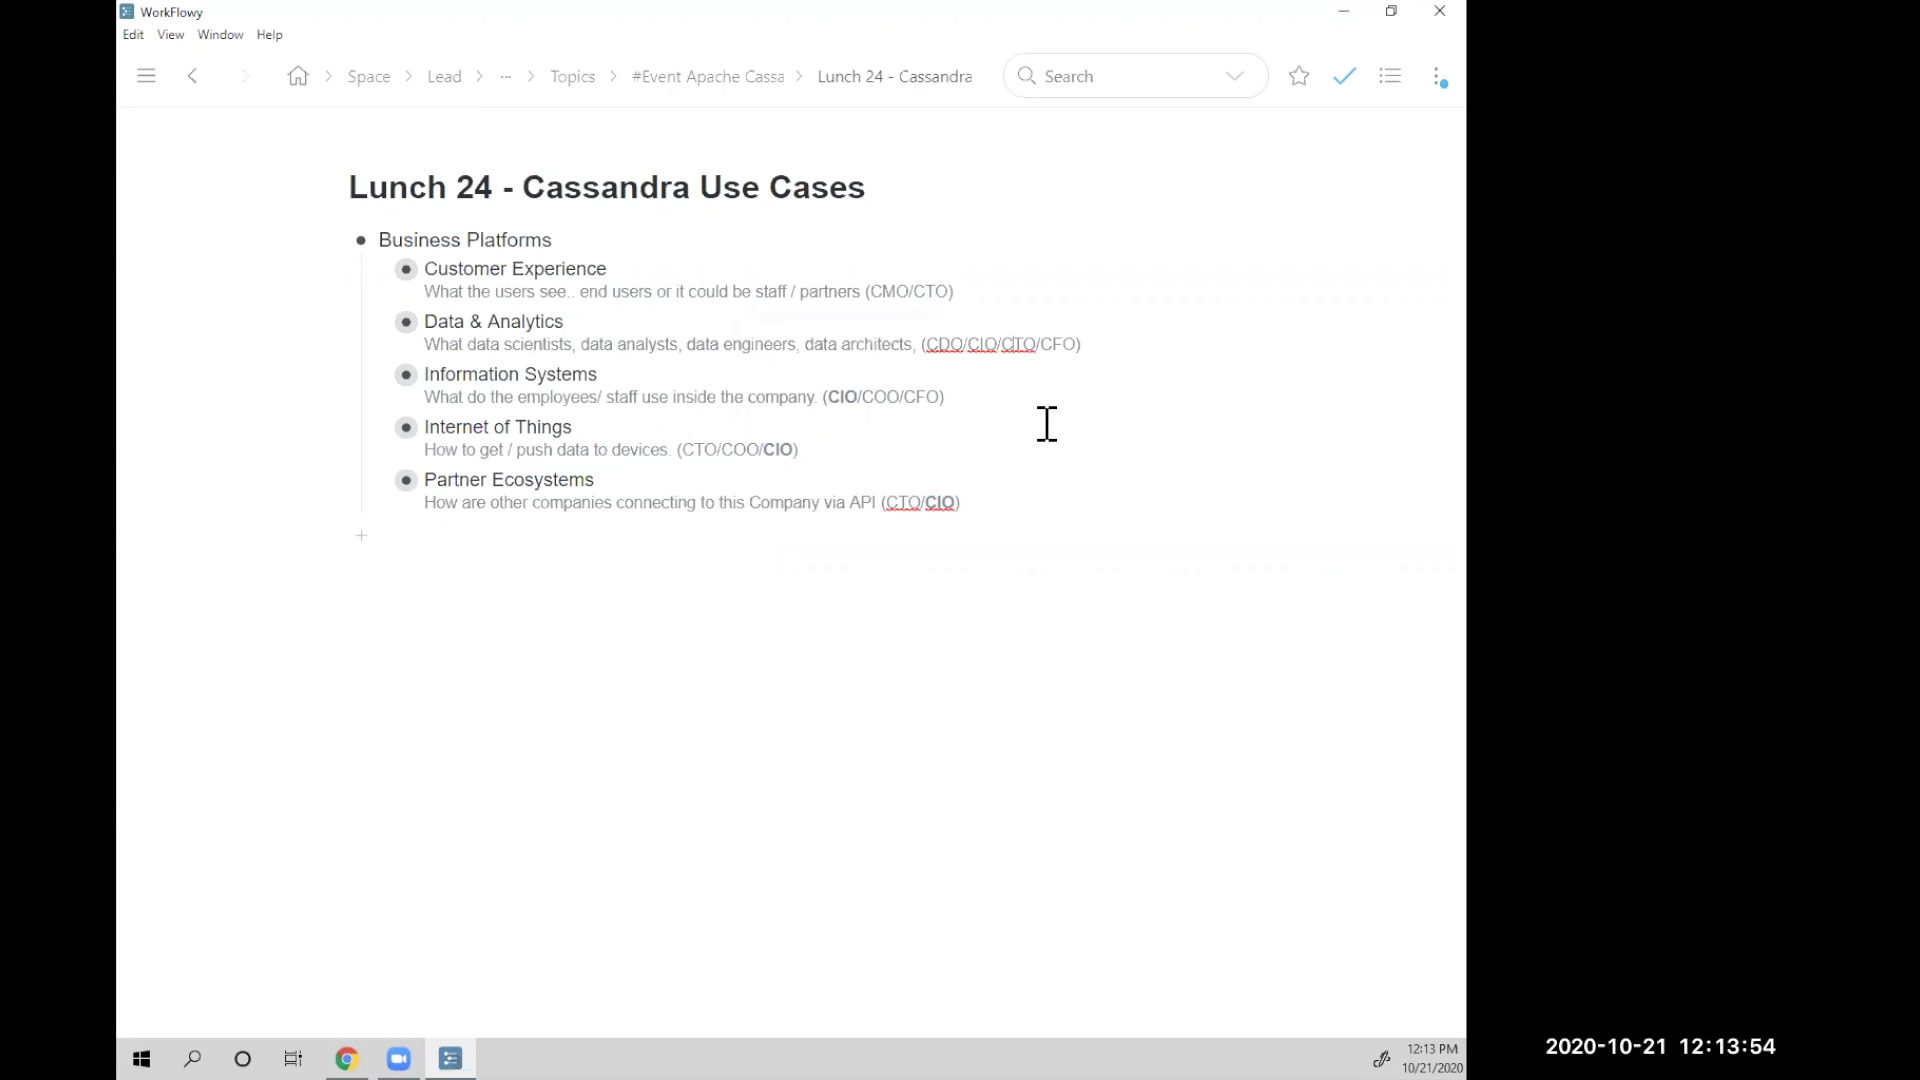 WorkFlowy
Edit View Window Help
Space Lead ... Topics #Event Apache Cassa Lunch 24 - Cassandra Search
Lunch 24 - Cassandra Use Cases
Business Platforms
Customer Experience
What the users see.. end users or it could be staff / partners (CMO/CTO)
Data & Analytics
What data scientists, data analysts, data engineers, data architects, (CDO/CIO/CTO/CFO)
Information Systems
What do the employees/ staff use inside the company. (CIO/COO/CFO)
Internet of Things
How to get / push data to devices. (CTO/COO/CIO)
Partner Ecosystems
How are other companies connecting to this Company via API (CTO/CIO)
12:13 PM
10/21/2020
2020-10-21 12:13:54